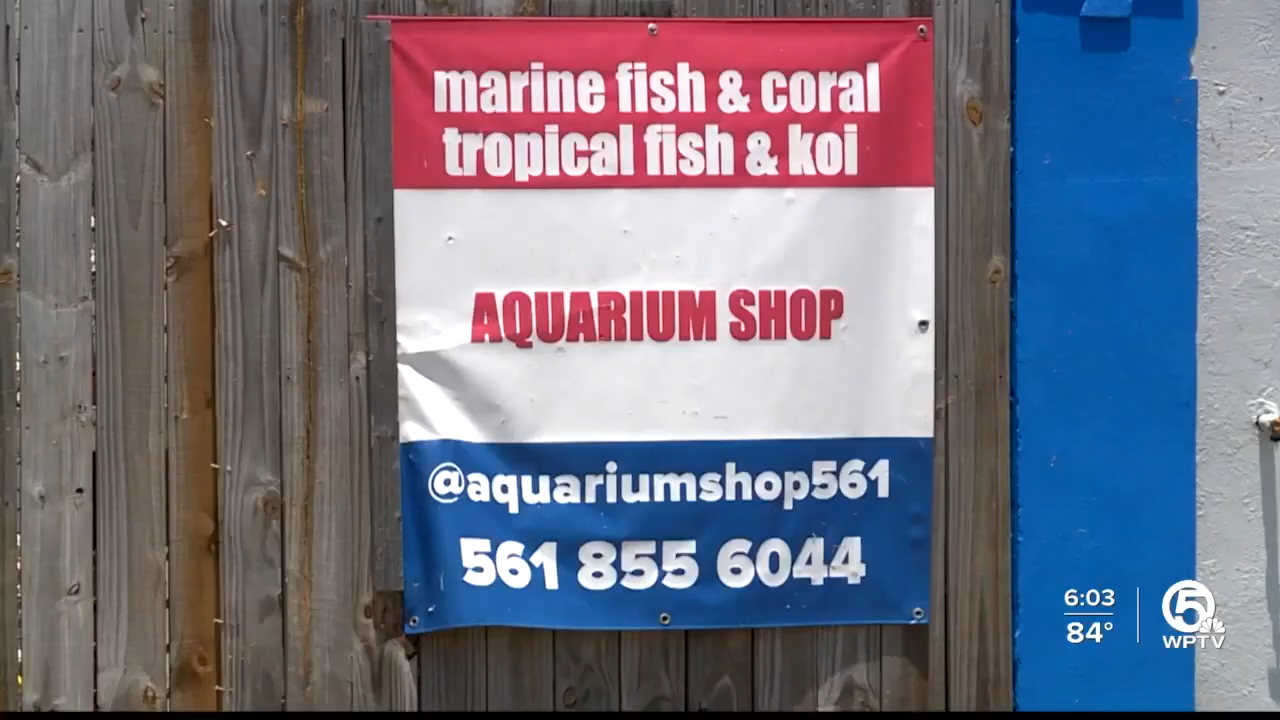 marine fish & coral
tropical fish & koi
AQUARIUM SHOP
@aquariumshop561
561 855 6044
6:03
84°
5
WPTV